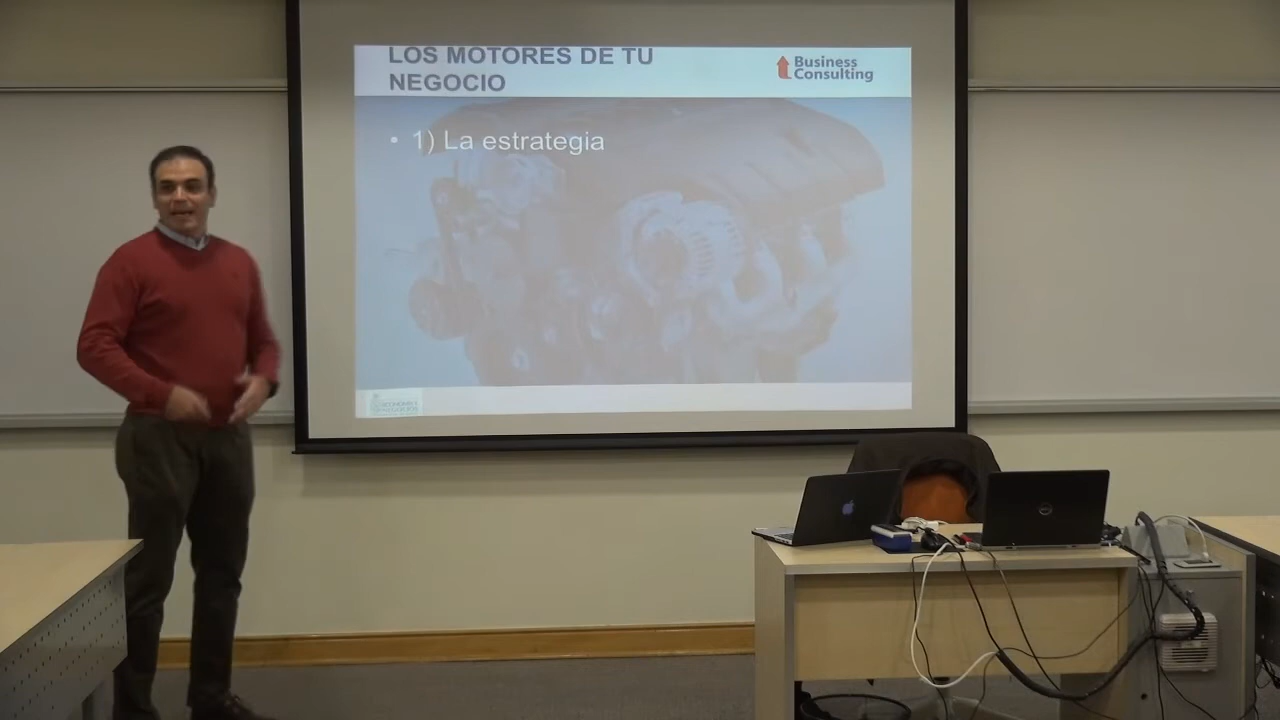 LOS MOTORES DE TU
NEGOCIO
Business
Consulting
• 1) La estrategia